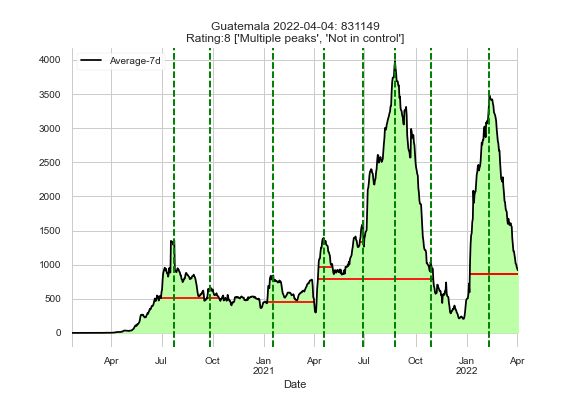 Guatemala 2022-04-04: 831149
Rating:8 ['Multiple peaks', 'Not in control']
Average-7d
4000
3500
3000
2500
2000
1500
1000
500
0
Apr Jul Oct Jan Apr Jul Oct Jan Apr
2021 2022
Date